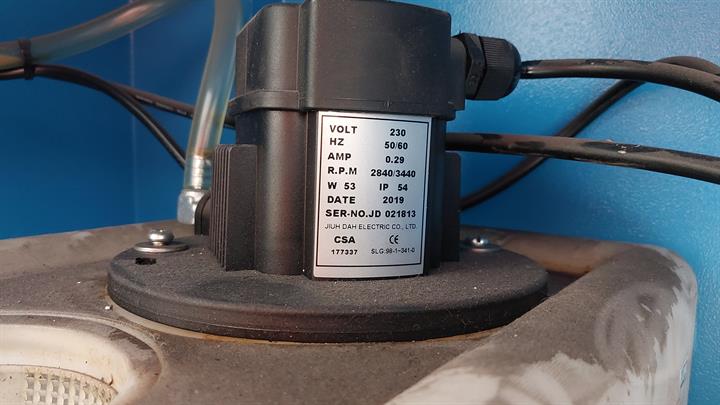 VOLT 230
HZ 50/60
AMP 0.29
R.P.M 2840/3440
W 53 IP 54
DATE 2019
SER-NO.JD 021813
JIUH DAH ELECTRIC CO., LTD.
CSA CE
177337 SLG:98-1-341-0